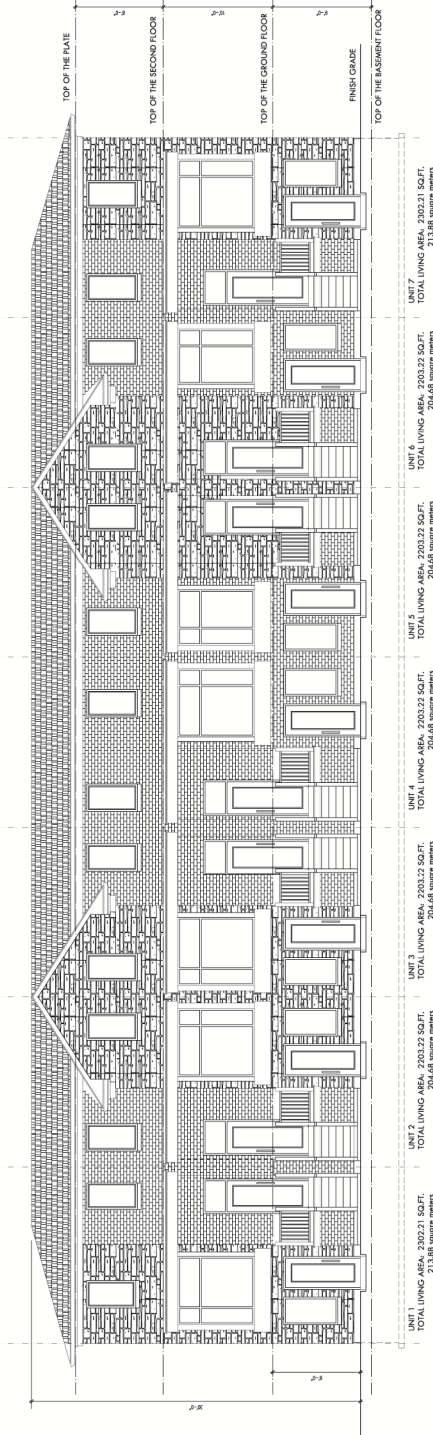 TOP OF THE PLATE
TOP OF THE SECOND FLOOR
TOP OF THE GROUND FLOOR
FINISH GRADE
TOP OF THE BASEMENT FLOOR
UNIT 1
TOTAL LIVING AREA: 2302.21 SQ.FT.
213.88 square meters
UNIT 2
TOTAL LIVING AREA: 2203.22 SQ.FT.
204.68 square meters
UNIT 3
TOTAL LIVING AREA: 2203.22 SQ.FT.
204.68 square meters
UNIT 4
TOTAL LIVING AREA: 2203.22 SQ.FT.
204.68 square meters
UNIT 5
TOTAL LIVING AREA: 2203.22 SQ.FT.
204.68 square meters
UNIT 6
TOTAL LIVING AREA: 2203.22 SQ.FT.
204.68 square meters
UNIT 7
TOTAL LIVING AREA: 2302.21 SQ.FT.
213.88 square meters